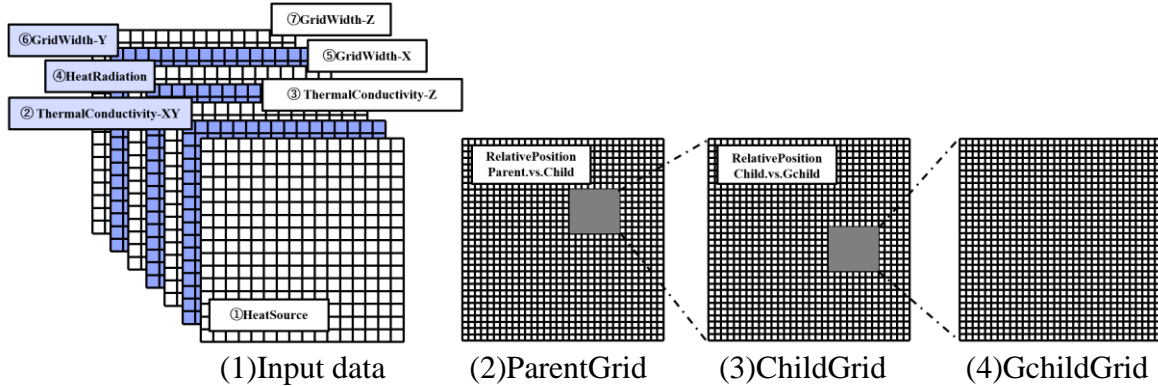 ⑦GridWidth-Z
⑥GridWidth-Y
⑤GridWidth-X
④HeatRadiation
③ ThermalConductivity-Z
② ThermalConductivity-XY
①HeatSource
RelativePosition
Parent.vs.Child
RelativePosition
Child.vs.Gchild
(1)Input data
(2)ParentGrid
(3)ChildGrid
(4)GchildGrid